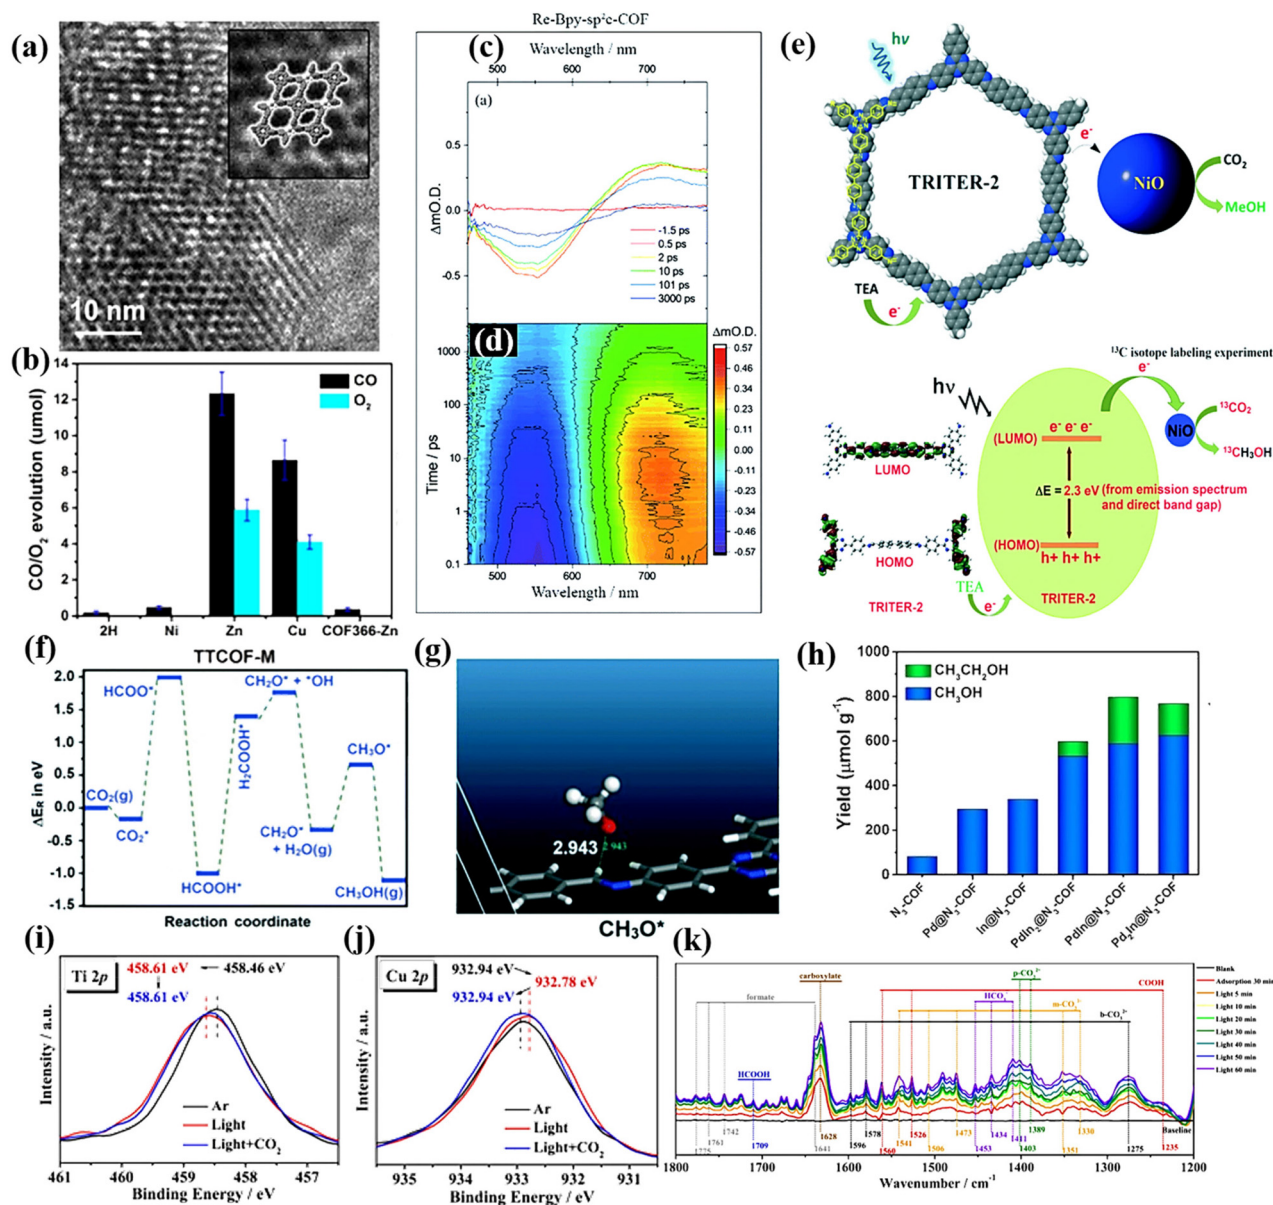 (a)
10 nm
(b)
CO/O₂ evolution (umol)
14
12
10
8
6
4
2
0
CO
O₂
2H
Ni
Zn
Cu
COF366-Zn
TTCOF-M
Re-Bpy-sp²c-COF
(c)
Wavelength / nm
500
600
700
(a)
ΔmO.D.
0.5
0.0
-0.5
-1.5 ps
0.5 ps
2 ps
10 ps
101 ps
3000 ps
(d)
Time / ps
1000
100
10
1
0.1
500
600
700
Wavelength / nm
ΔmO.D.
0.57
0.46
0.34
0.23
0.11
0.00
-0.11
-0.23
-0.34
-0.46
-0.57
(e)
hν
TRITER-2
e⁻
NiO
CO₂
MeOH
TEA
e⁻
¹³C isotope labeling experiment
e⁻
hν
NiO
¹³CO₂
¹³CH₃OH
(LUMO)
e⁻ e⁻ e⁻
LUMO
ΔE = 2.3 eV (from emission spectrum
and direct band gap)
(HOMO)
h+ h+ h+
HOMO
TEA
TRITER-2
e⁻
TRITER-2
(f)
ΔE_R in eV
2.0
1.5
1.0
0.5
0.0
-0.5
-1.0
-1.5
CO₂(g)
CO₂*
HCOO*
HCOOH*
H₂COOH*
CH₂O* + *OH
CH₂O*
+ H₂O(g)
CH₃O*
CH₃OH(g)
Reaction coordinate
(g)
2.943
2.943
CH₃O*
(h)
Yield (μmol g⁻¹)
1000
800
600
400
200
0
CH₃CH₂OH
CH₃OH
N₃-COF
Pd@N₃-COF
In@N₃-COF
PdIn₂@N₃-COF
PdIn@N₃-COF
Pd₂In@N₃-COF
(i)
Ti 2p
458.61 eV
458.46 eV
458.61 eV
Intensity / a.u.
Ar
Light
Light+CO₂
461
460
459
458
457
Binding Energy / eV
(j)
Cu 2p
932.94 eV
932.78 eV
932.94 eV
Intensity / a.u.
Ar
Light
Light+CO₂
935
934
933
932
931
Binding Energy / eV
(k)
carboxylate
p-CO₃²⁻
COOH
formate
HCO₃⁻
m-CO₃²⁻
b-CO₃²⁻
HCOOH
Blank
Adsorption 30 min
Light 5 min
Light 10 min
Light 20 min
Light 30 min
Light 40 min
Light 50 min
Light 60 min
Baseline
1775
1761
1742
1709
1641
1628
1596
1578
1560
1541
1526
1506
1473
1453
1434
1411
1403
1389
1351
1330
1275
1235
1800
1700
1600
1500
1400
1300
1200
Wavenumber / cm⁻¹